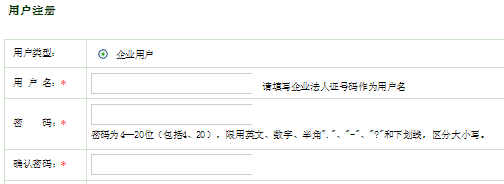 用户注册
用户类型： 企业用户
用 户 名：* 请填写企业法人证号码作为用户名
密　　码：*
密码为4—20位（包括4、20），限用英文、数字、半角"."、"-"、"?"和下划线，区分大小写。
确认密码：*